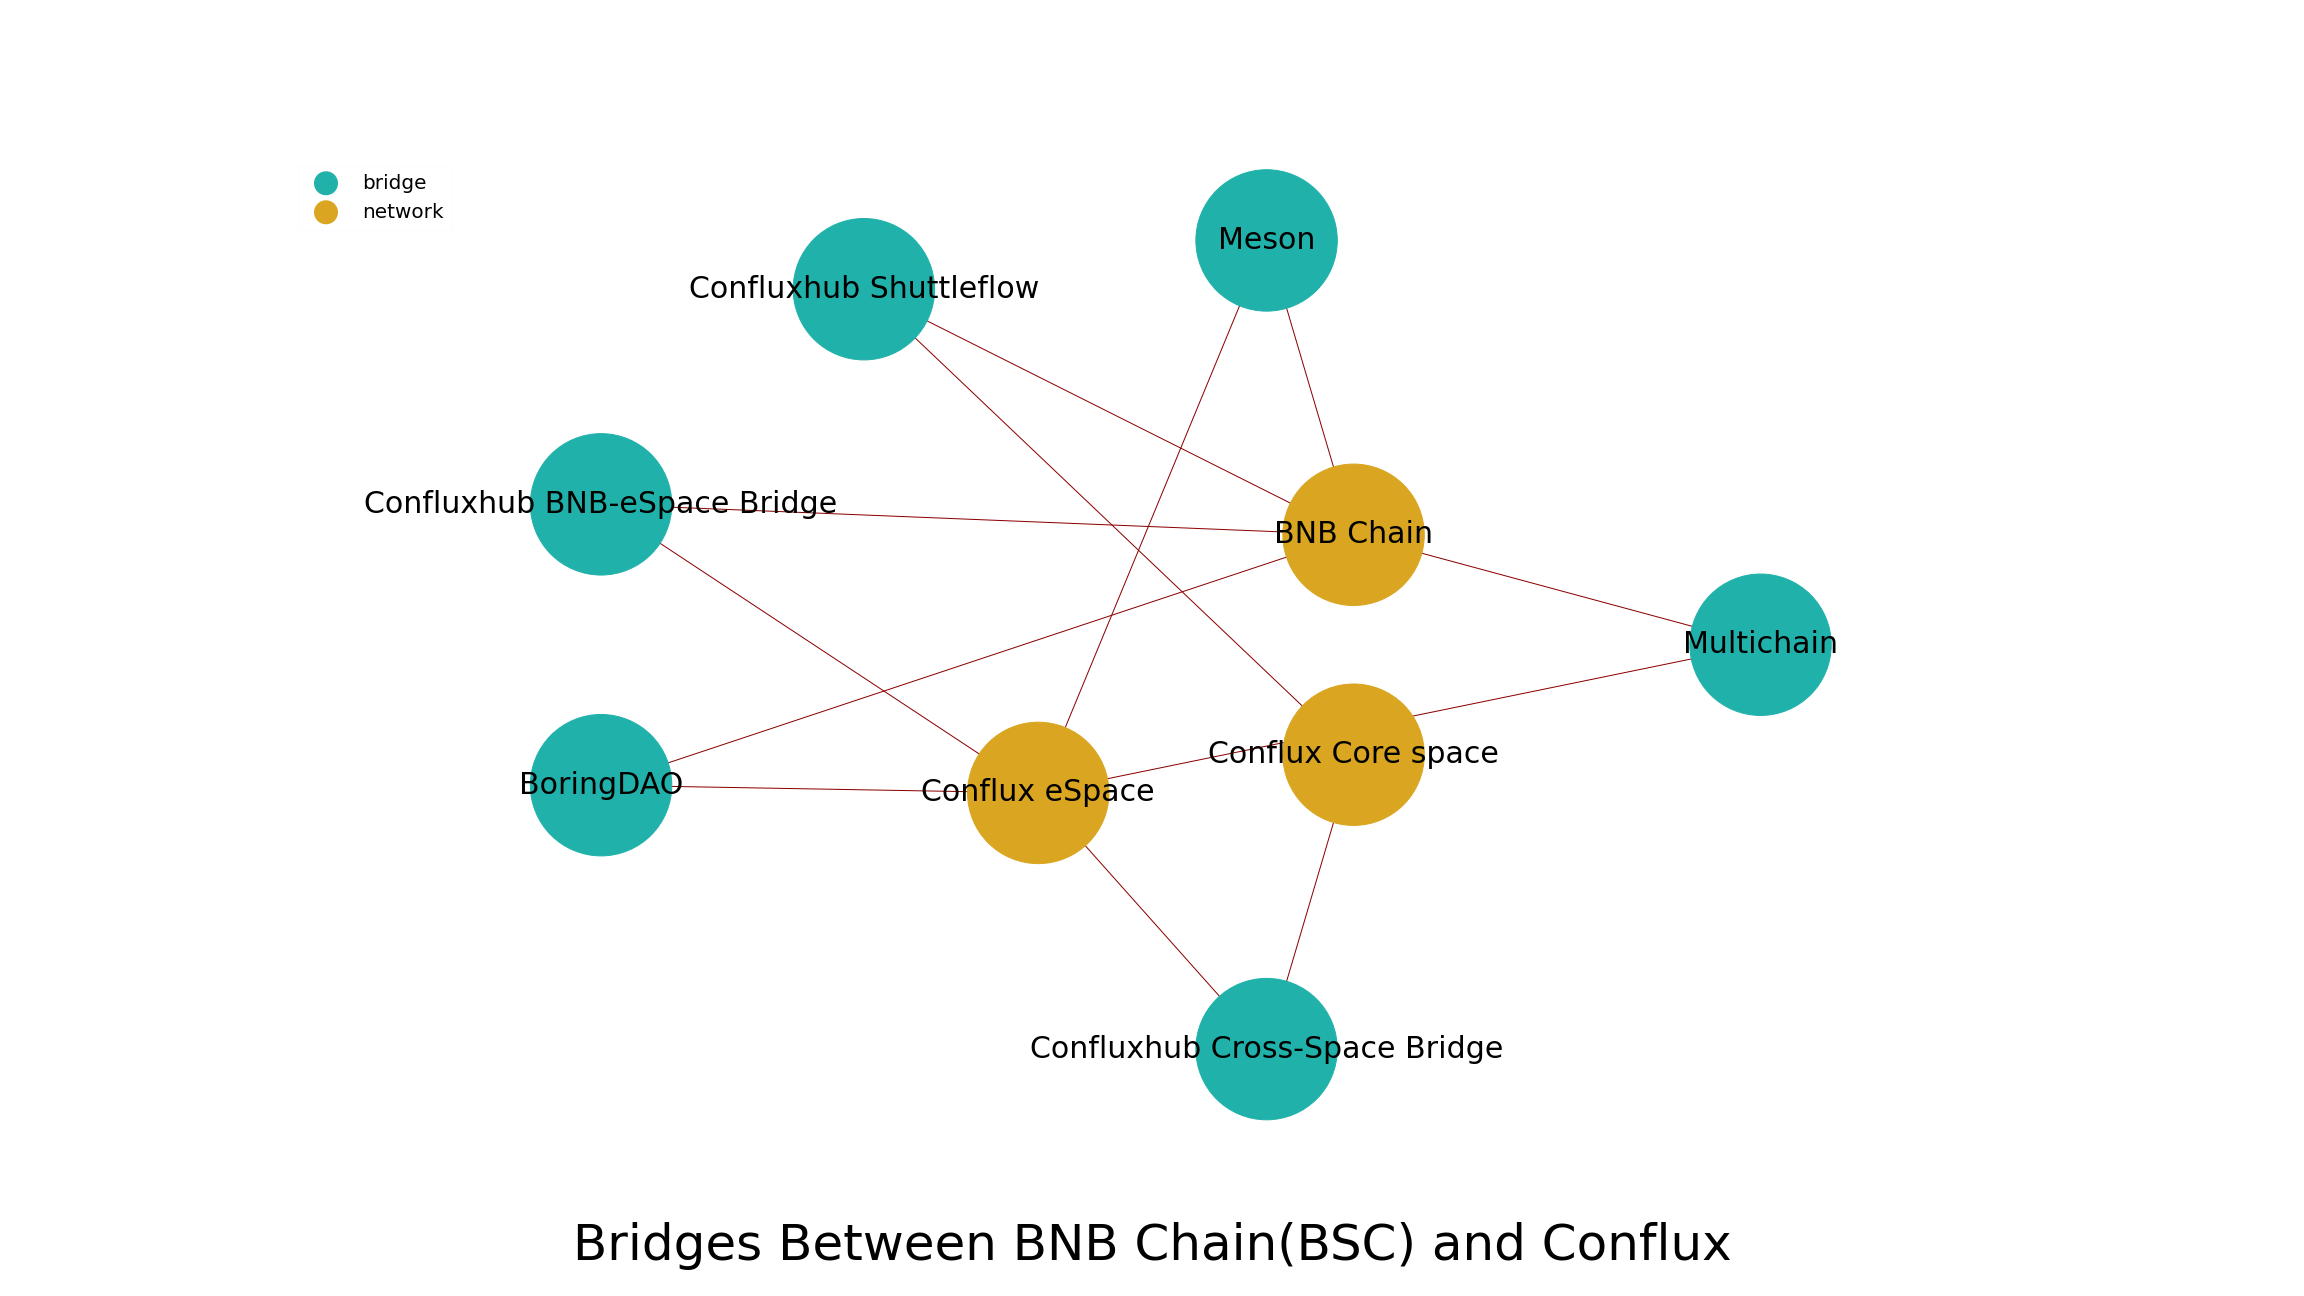 bridge
network
Meson
Confluxhub Shuttleflow
Confluxhub BNB-eSpace Bridge
BNB Chain
Multichain
Conflux Core space
BoringDAO
Conflux eSpace
Confluxhub Cross-Space Bridge
Bridges Between BNB Chain(BSC) and Conflux